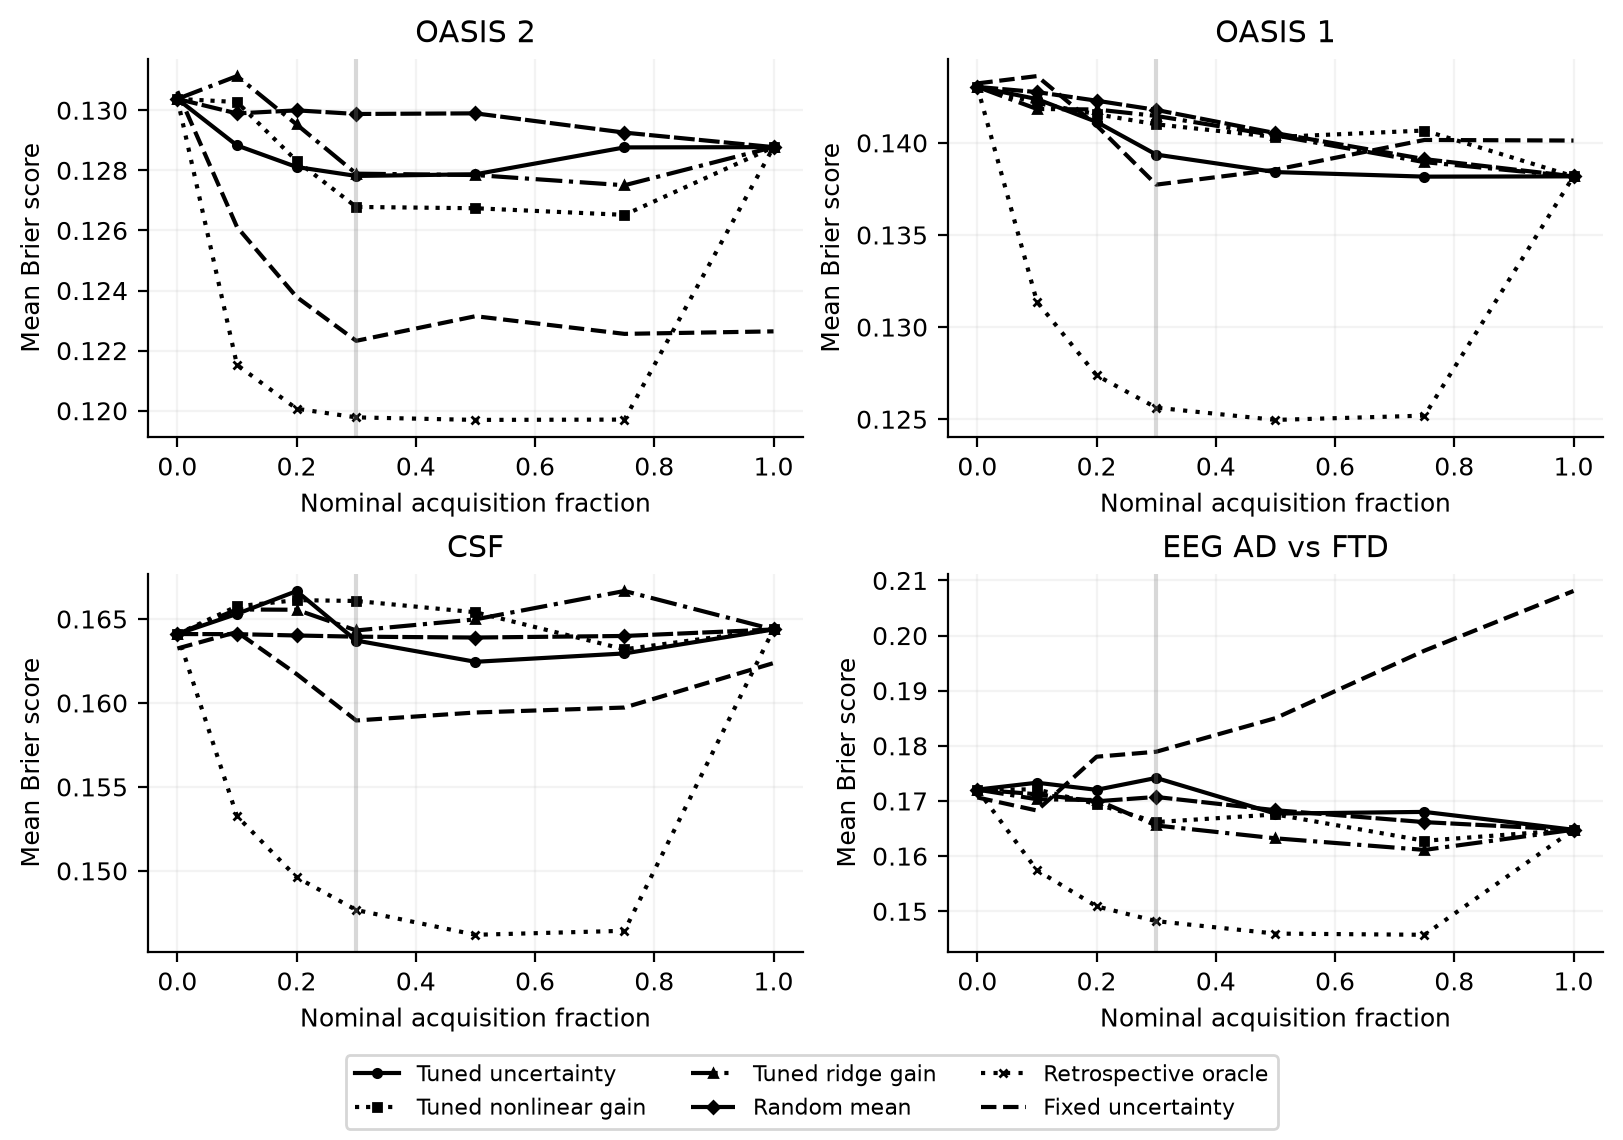 OASIS 2
Mean Brier score
0.130
0.128
0.126
0.124
0.122
0.120
0.0 0.2 0.4 0.6 0.8 1.0
Nominal acquisition fraction
OASIS 1
Mean Brier score
0.140
0.135
0.130
0.125
0.0 0.2 0.4 0.6 0.8 1.0
Nominal acquisition fraction
CSF
Mean Brier score
0.165
0.160
0.155
0.150
0.0 0.2 0.4 0.6 0.8 1.0
Nominal acquisition fraction
EEG AD vs FTD
Mean Brier score
0.21
0.20
0.19
0.18
0.17
0.16
0.15
0.0 0.2 0.4 0.6 0.8 1.0
Nominal acquisition fraction
Tuned uncertainty
Tuned nonlinear gain
Tuned ridge gain
Random mean
Retrospective oracle
Fixed uncertainty